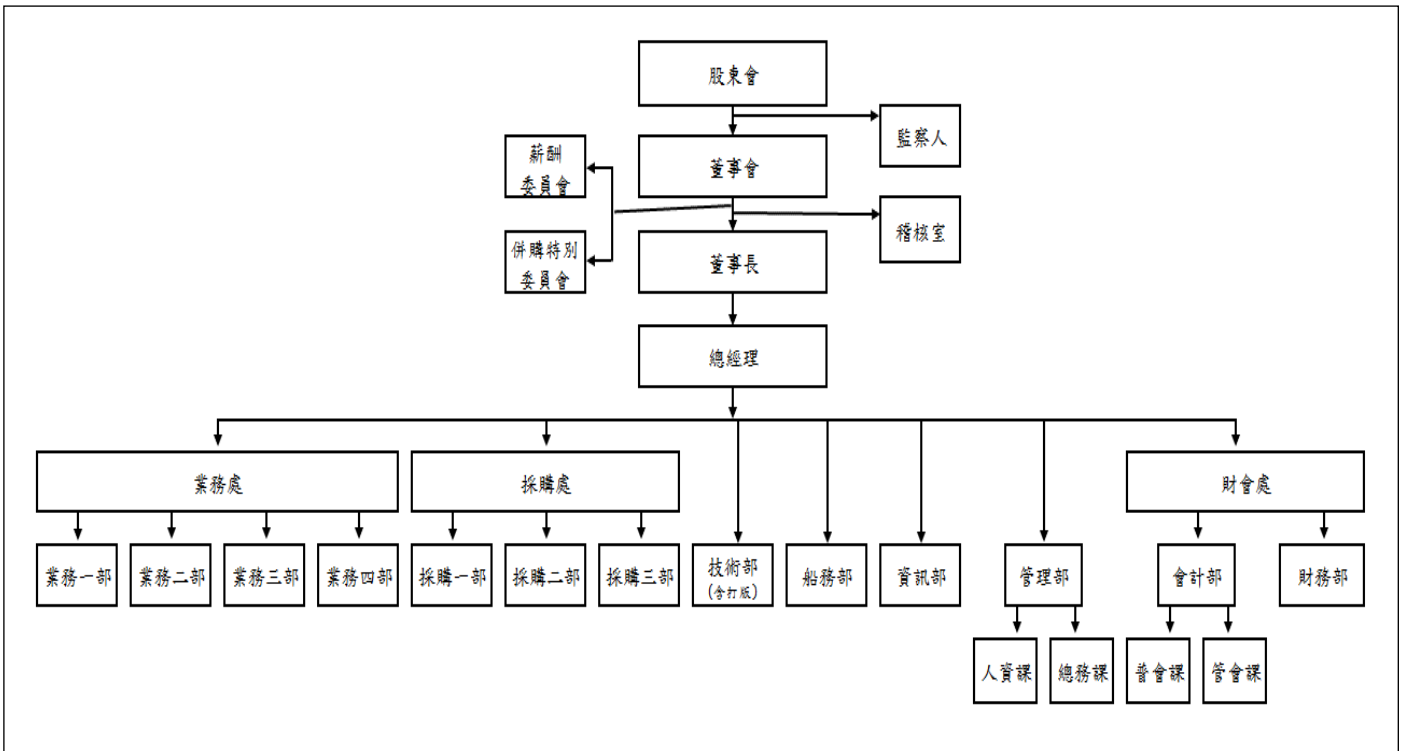 股東會
監察人
薪酬
委員會
董事會
稽核室
併購特別
委員會
董事長
總經理
業務處
採購處
財會處
業務一部
業務二部
業務三部
業務四部
採購一部
採購二部
採購三部
技術部
(含打版)
船務部
資訊部
管理部
會計部
財務部
人資課
總務課
普會課
管會課